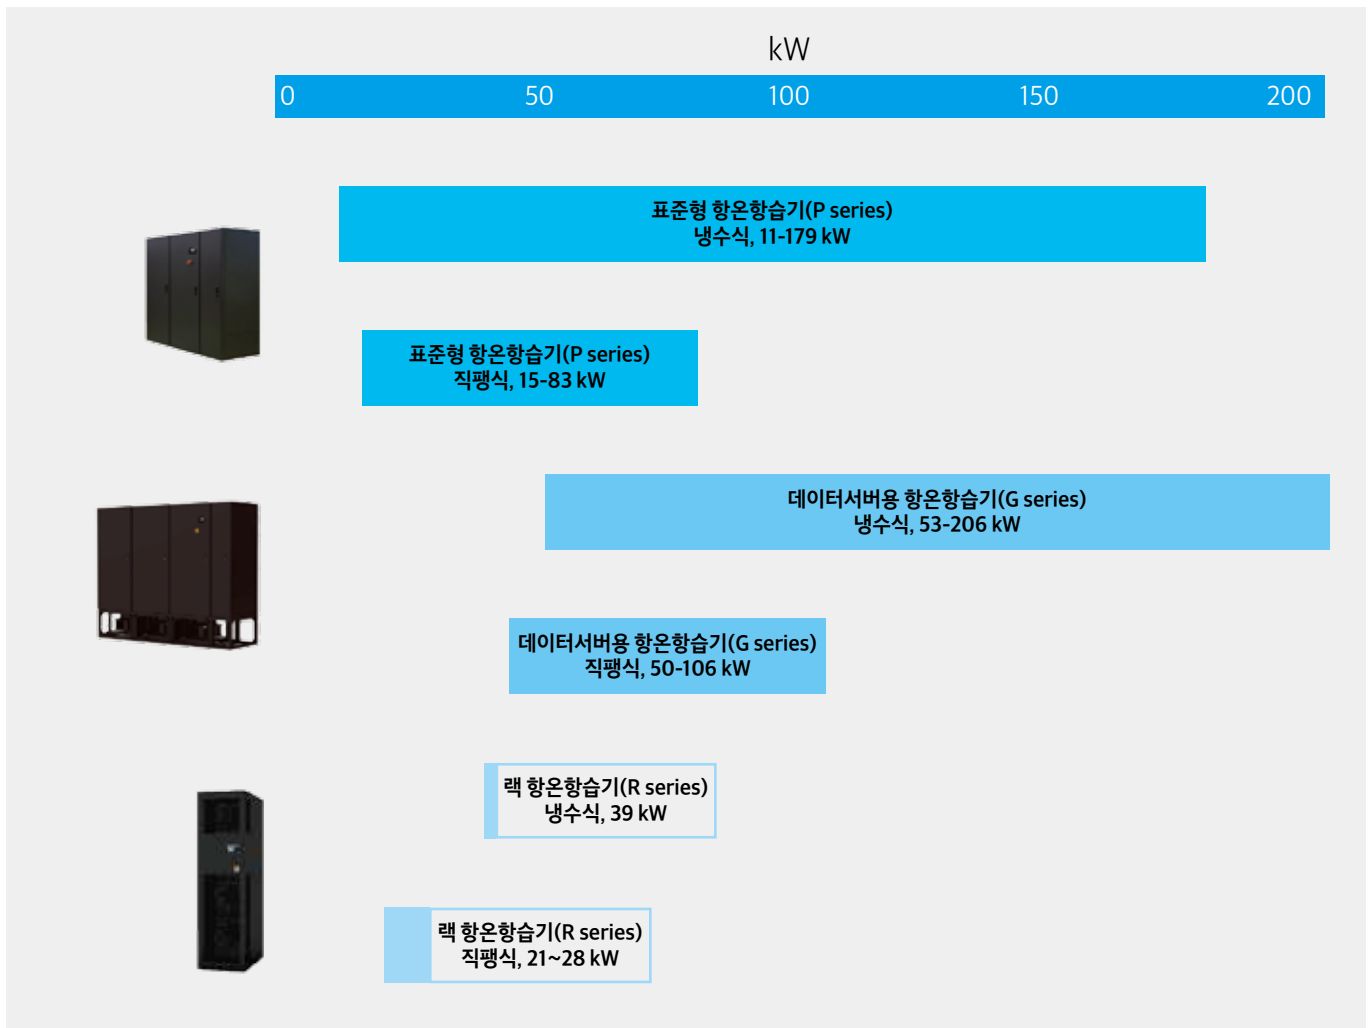 kW
0 50 100 150 200
표준형 항온항습기(P series)
냉수식, 11-179 kW
표준형 항온항습기(P series)
직팽식, 15-83 kW
데이터서버용 항온항습기(G series)
냉수식, 53-206 kW
데이터서버용 항온항습기(G series)
직팽식, 50-106 kW
랙 항온항습기(R series)
냉수식, 39 kW
랙 항온항습기(R series)
직팽식, 21~28 kW